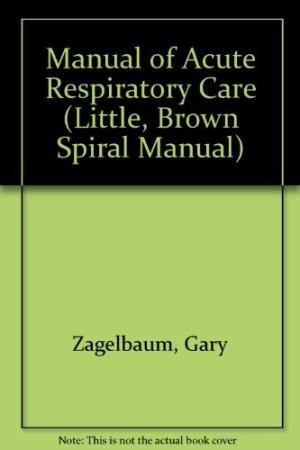 Manual of Acute
Respiratory Care
(Little, Brown
Spiral Manual)
Zagelbaum, Gary
Note: This is not the actual book cover